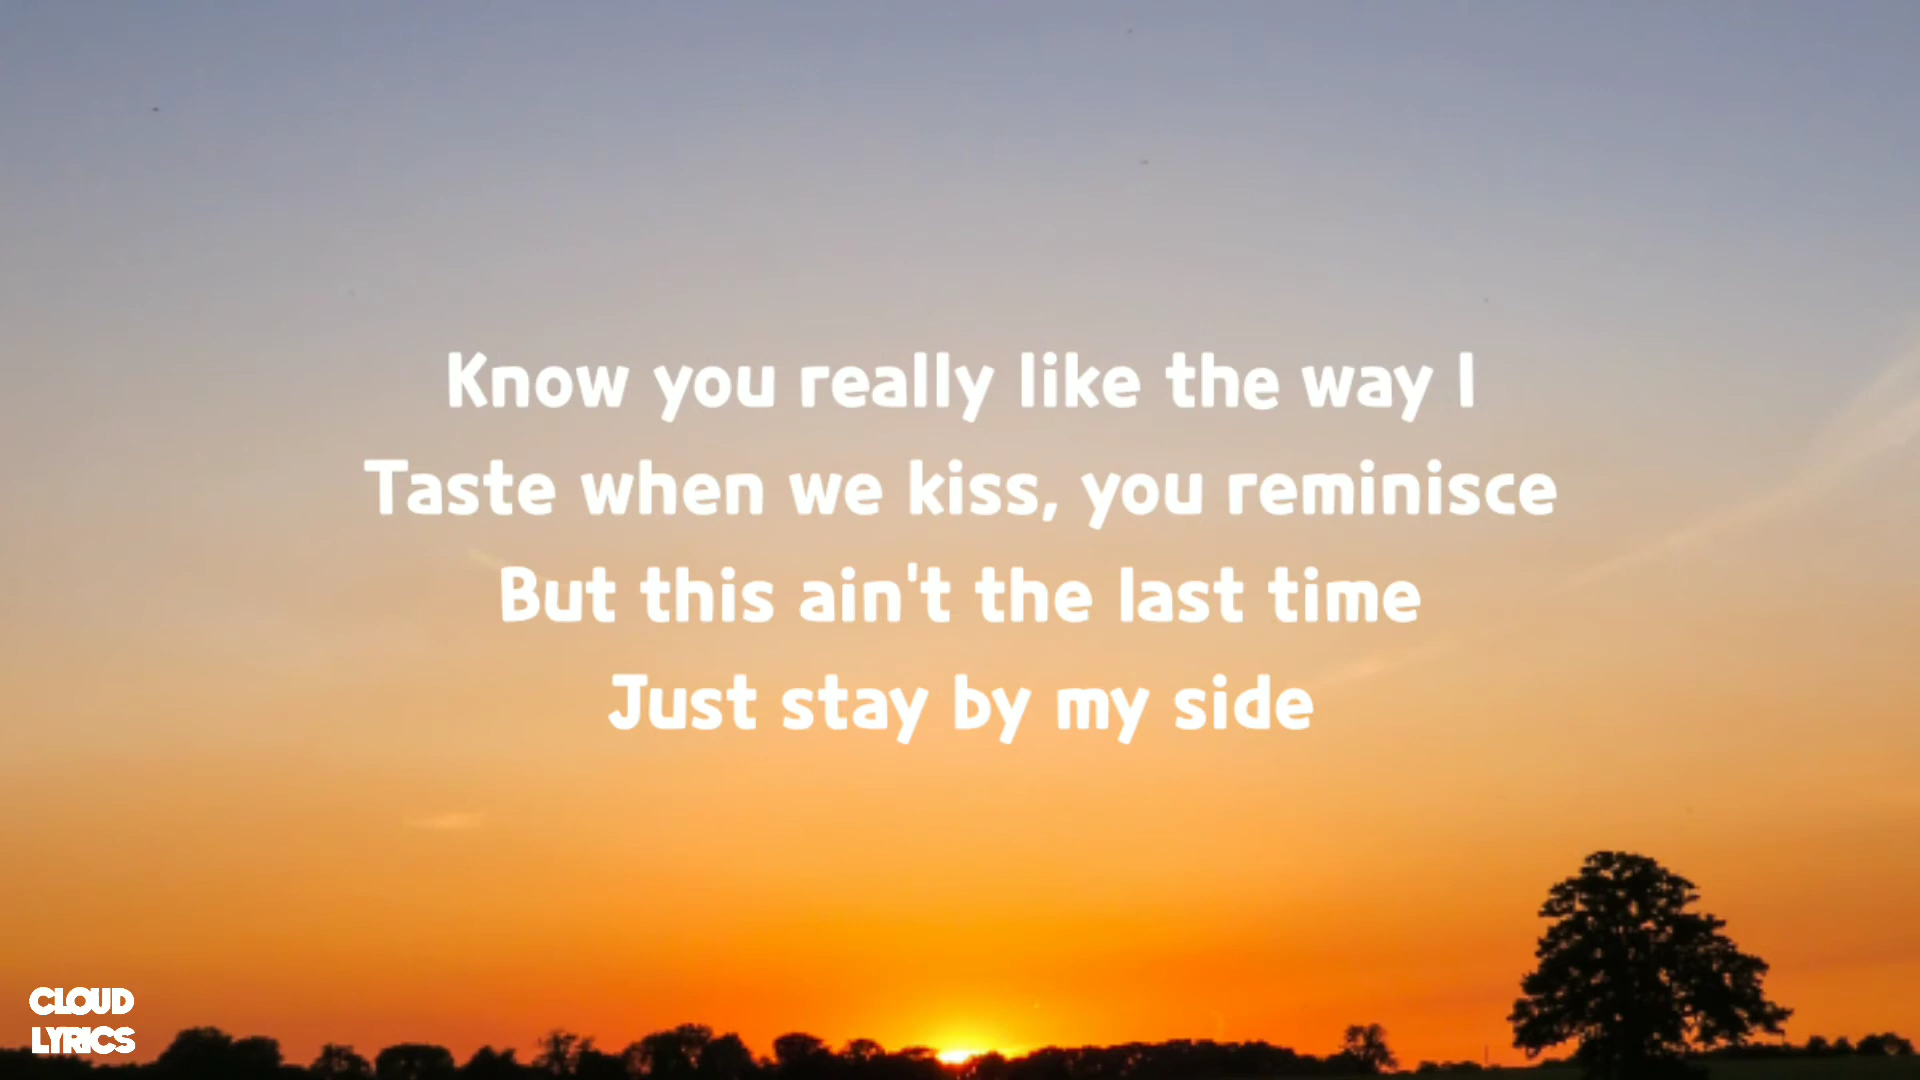 Know you really like the way I
Taste when we kiss, you reminisce
But this ain't the last time
Just stay by my side
CLOUD
LYRICS